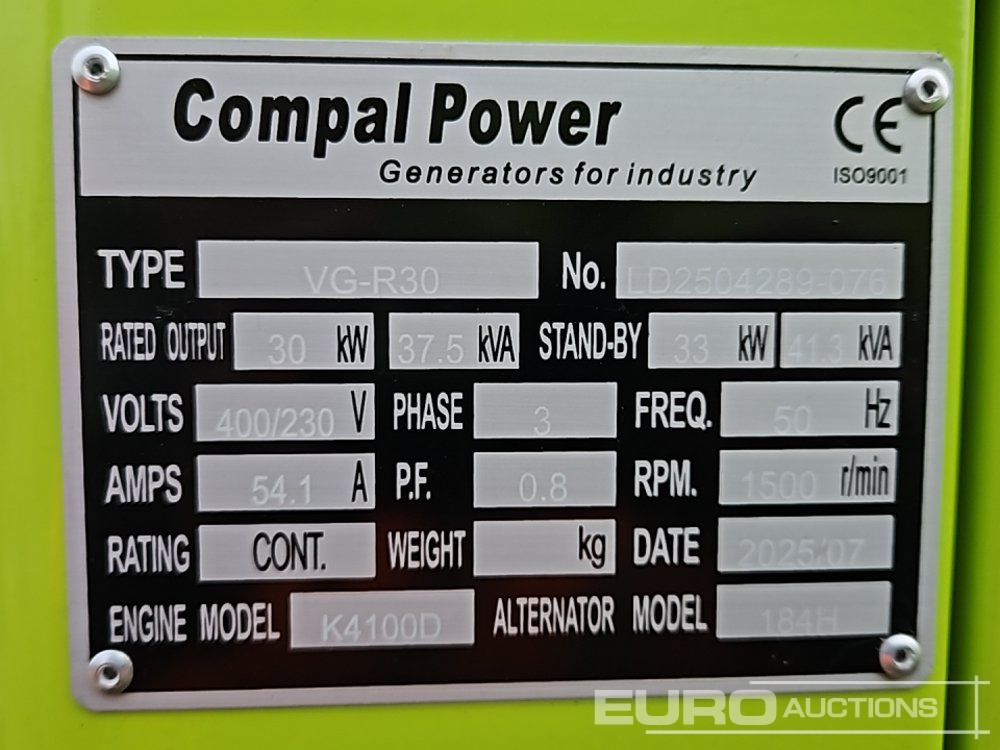 Compal Power
Generators for industry
CE
ISO9001
TYPE VG-R30 No. LD2504289-076
RATED OUTPUT 30 kW 37.5 kVA STAND-BY 33 kW 41.3 kVA
VOLTS 400/230 V PHASE 3 FREQ. 50 Hz
AMPS 54.1 A P.F. 0.8 RPM. 1500 r/min
RATING CONT. WEIGHT kg DATE 2025/07
ENGINE MODEL K4100D ALTERNATOR MODEL 184H
EURO AUCTIONS